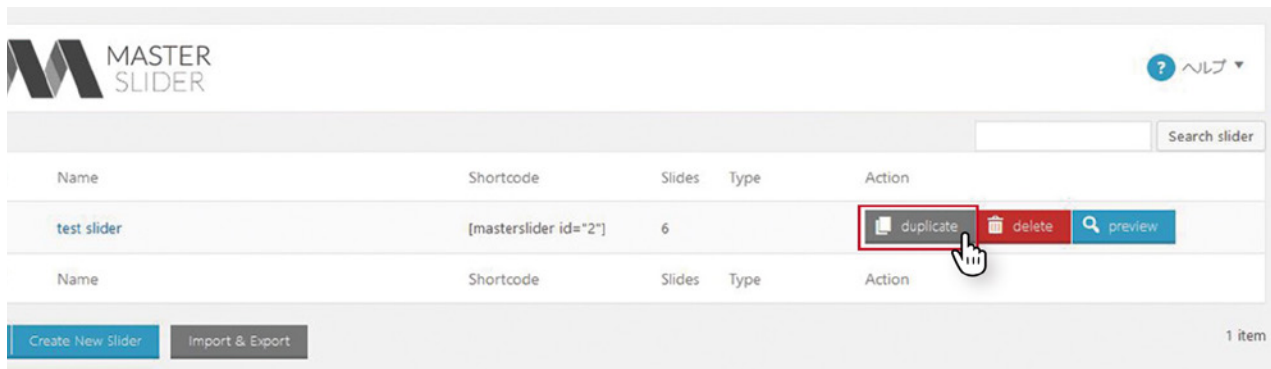 MASTER
SLIDER
? ヘルプ ▼
Search slider
Name Shortcode Slides Type Action
test slider [masterslider id="2"] 6 duplicate delete preview
Name Shortcode Slides Type Action
Create New Slider Import & Export 1 item